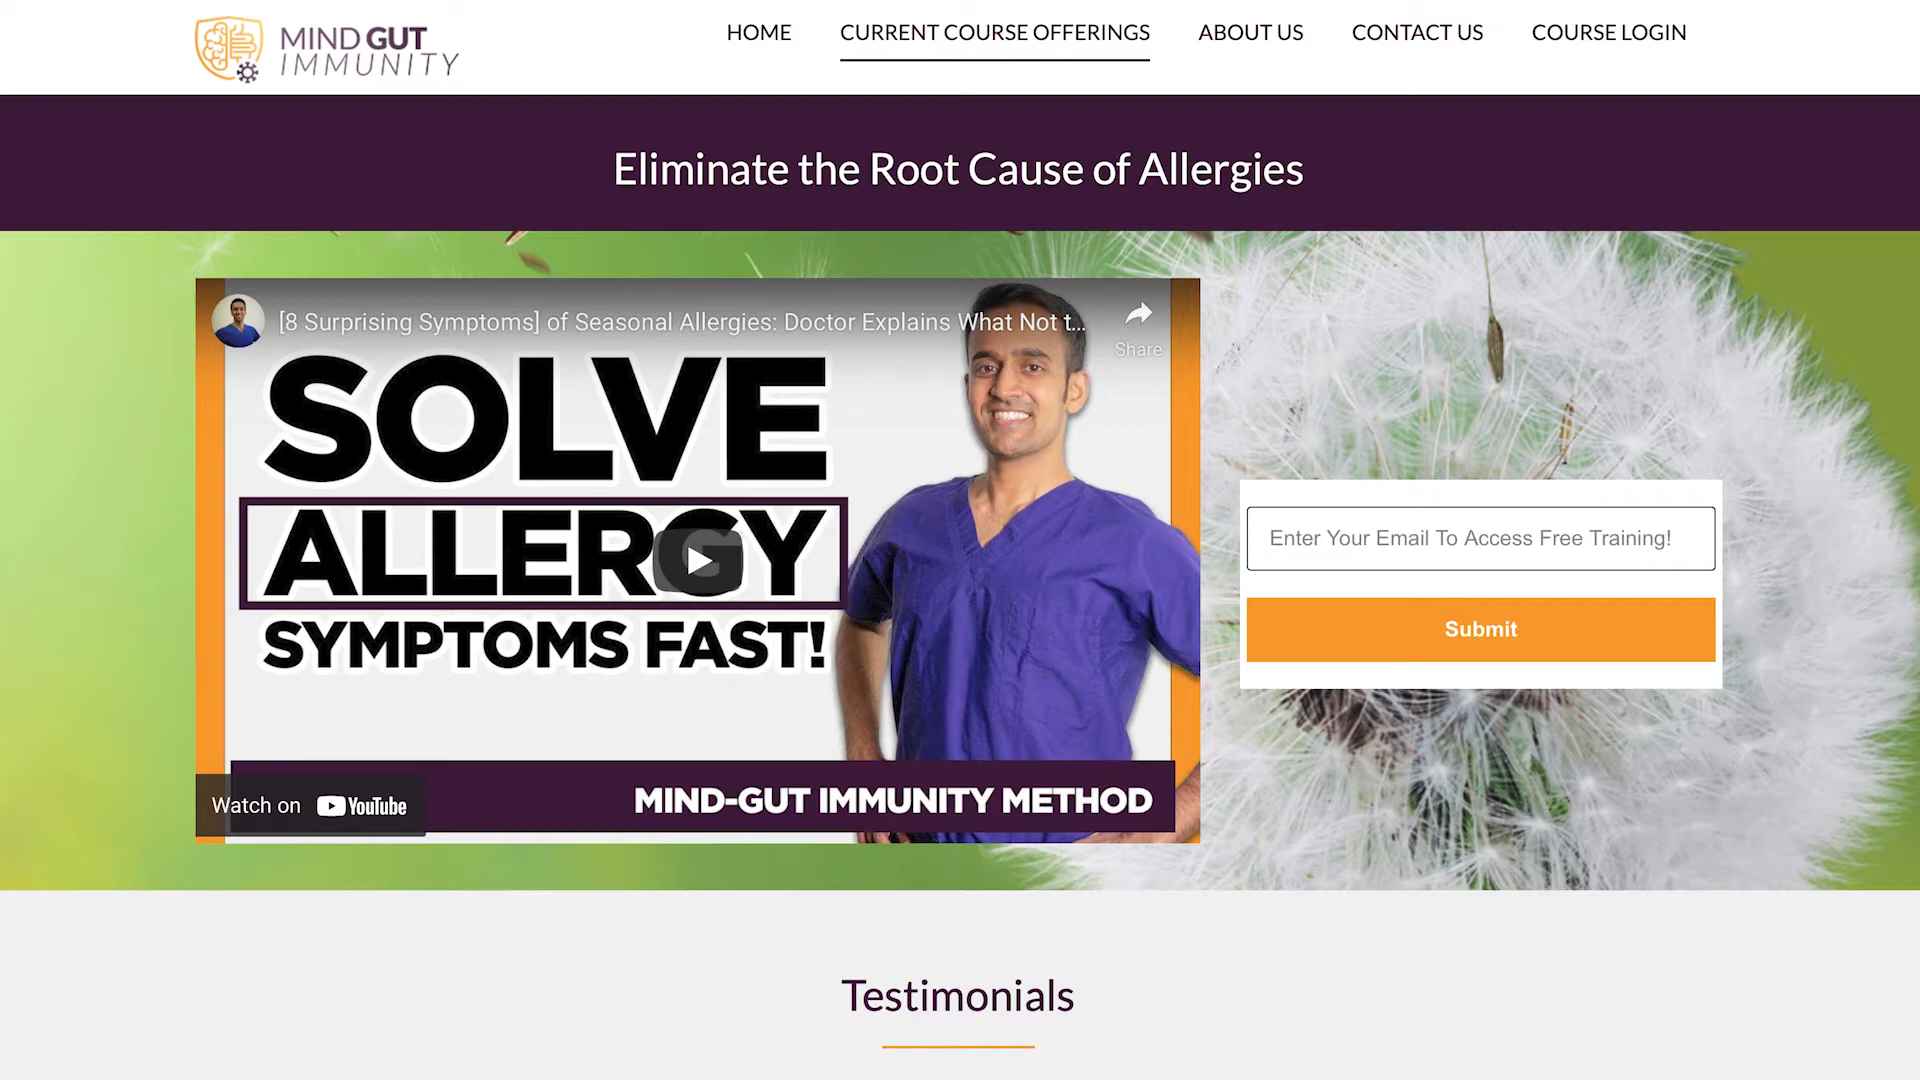 MIND GUT
IMMUNITY
HOME
CURRENT COURSE OFFERINGS
ABOUT US
CONTACT US
COURSE LOGIN
Eliminate the Root Cause of Allergies
[8 Surprising Symptoms] of Seasonal Allergies: Doctor Explains What Not t...
Share
SOLVE
ALLERGY
SYMPTOMS FAST!
MIND-GUT IMMUNITY METHOD
Watch on YouTube
Enter Your Email To Access Free Training!
Submit
Testimonials